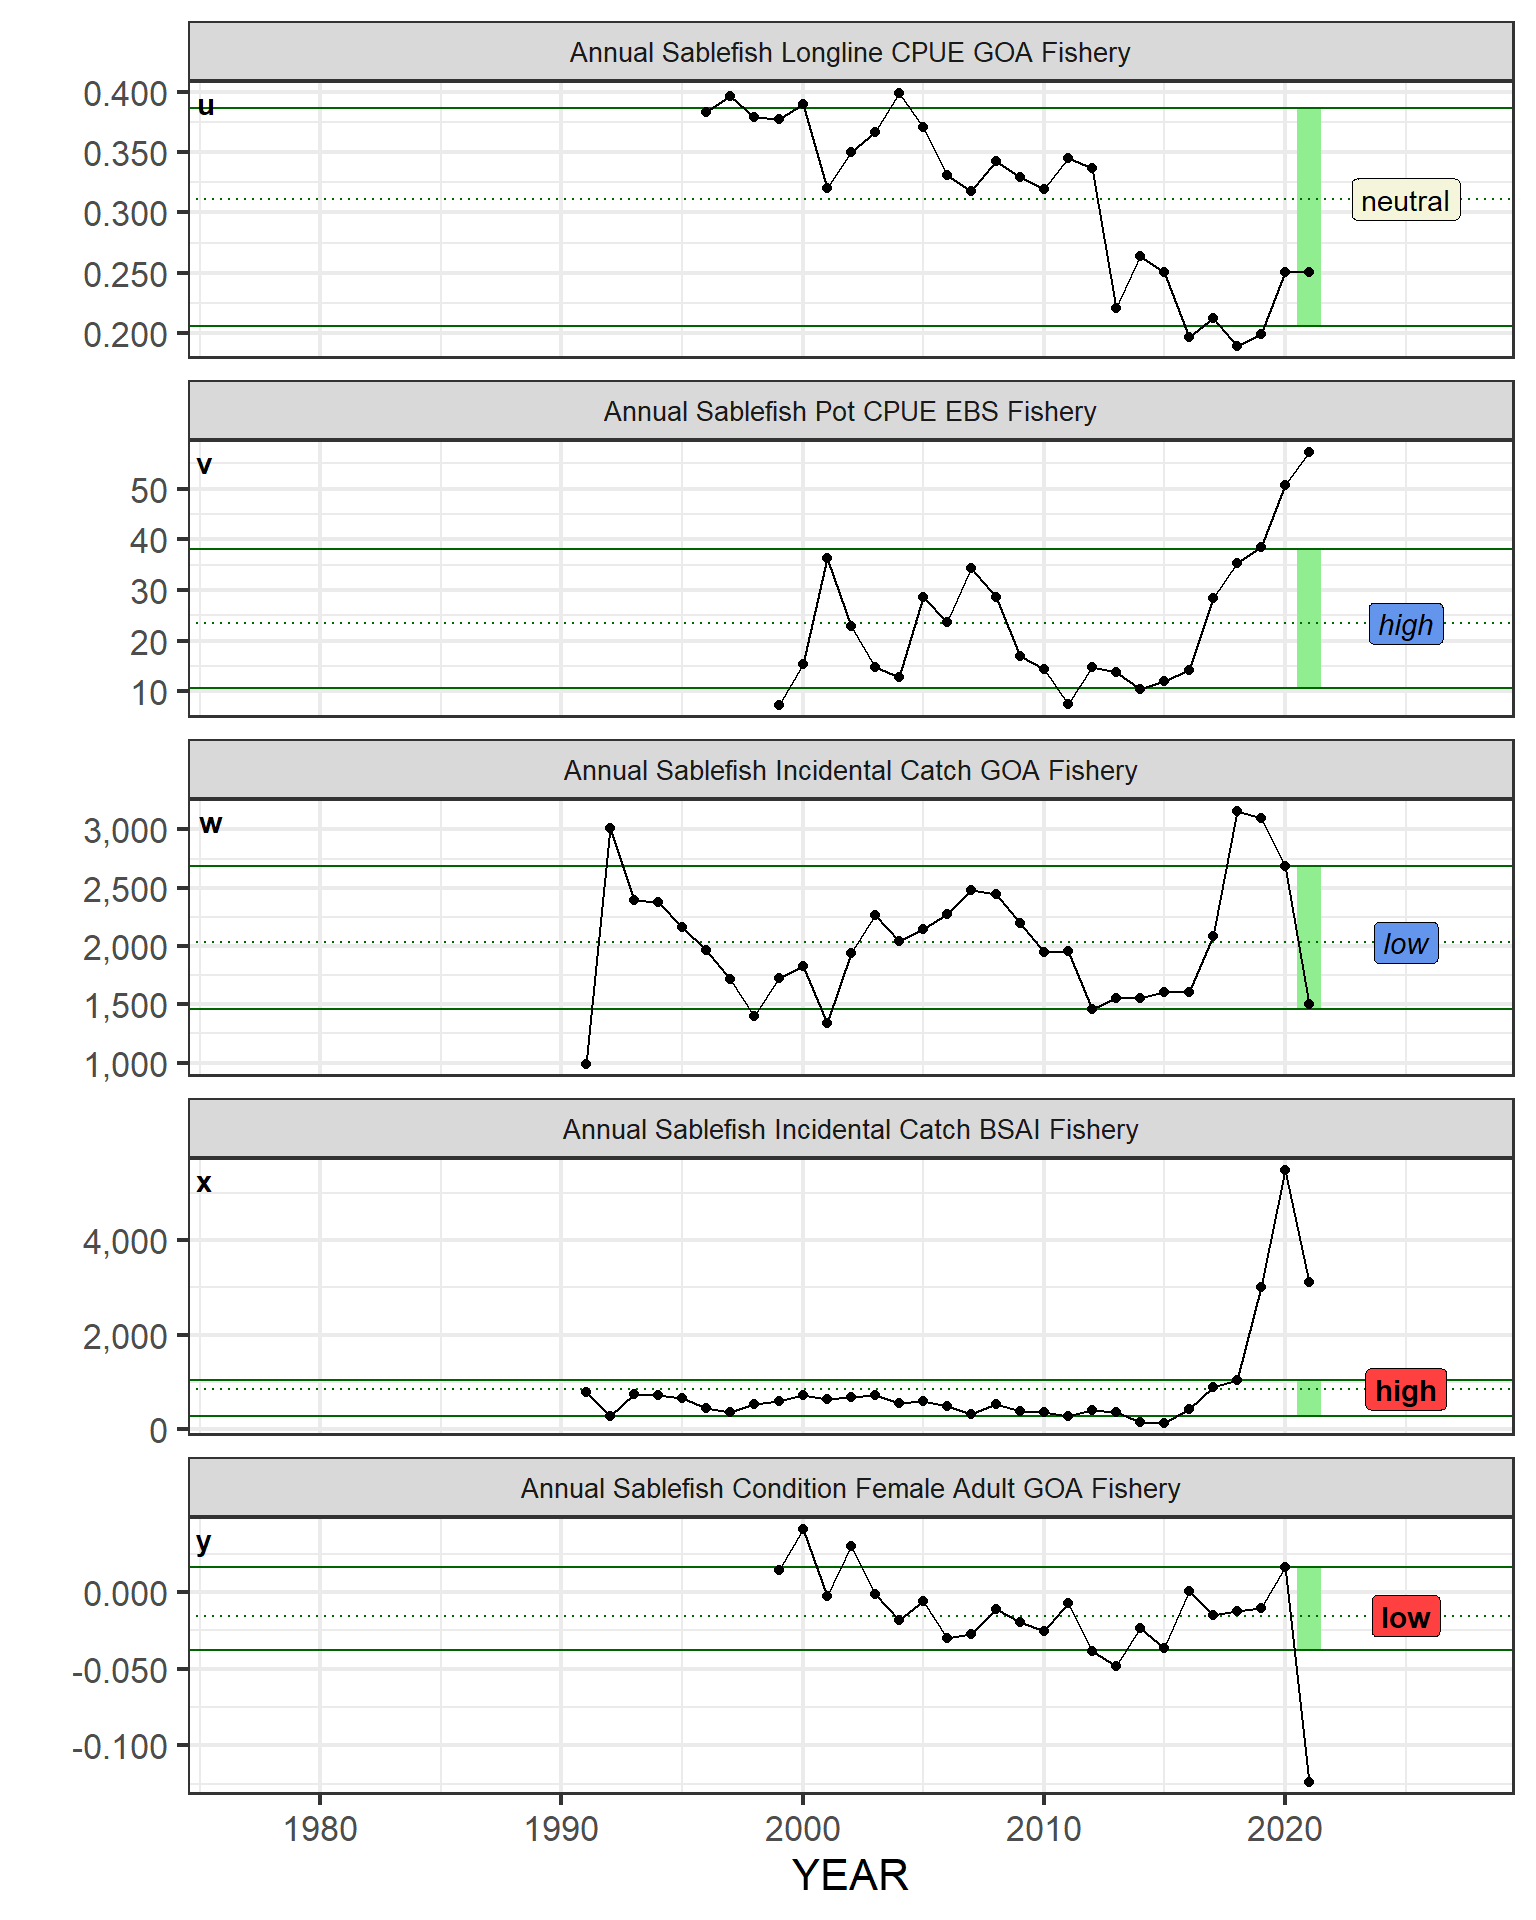 Annual Sablefish Longline CPUE GOA Fishery
u
0.400
0.350
0.300
0.250
0.200
neutral
Annual Sablefish Pot CPUE EBS Fishery
v
50
40
30
20
10
high
Annual Sablefish Incidental Catch GOA Fishery
w
3,000
2,500
2,000
1,500
1,000
low
Annual Sablefish Incidental Catch BSAI Fishery
x
4,000
2,000
0
high
Annual Sablefish Condition Female Adult GOA Fishery
y
0.000
-0.050
-0.100
low
1980 1990 2000 2010 2020
YEAR